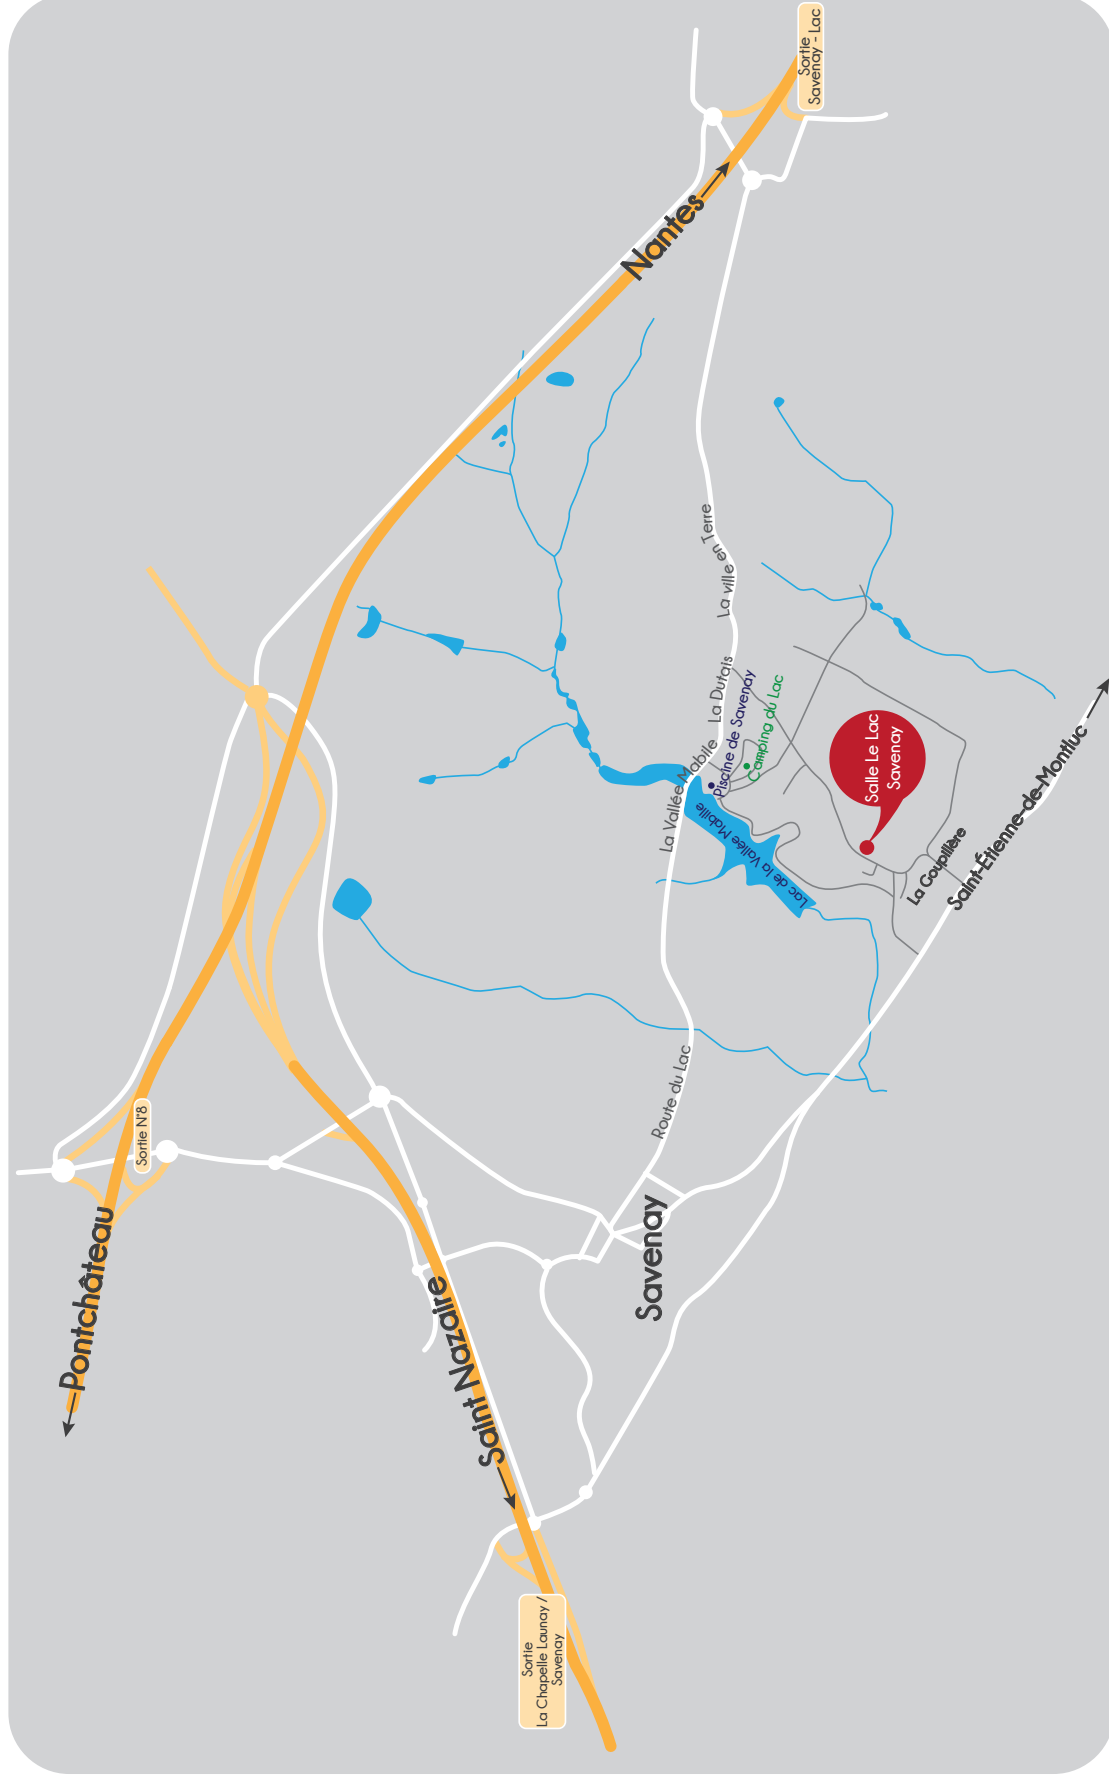 Pontchâteau
Sortie N°8
Saint Nazaire
Sortie
La Chapelle Launay /
Savenay
Savenay
Route du Lac
La Vallée Mabile
La Dutais
La ville en Terre
Nantes
Sortie
Savenay - Lac
Piscine de Savenay
Camping du Lac
Lac de la Vallée Mabille
Salle Le Lac
Savenay
La Coupillère
Saint-Étienne-de-Montluc